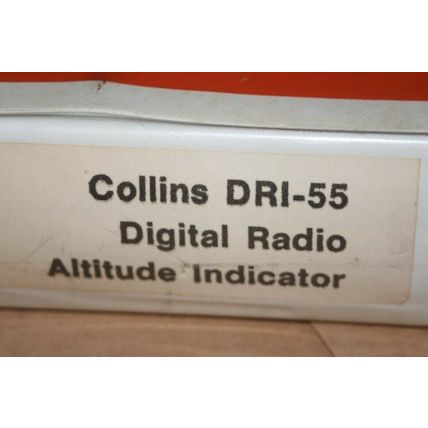 Collins DRI-55
Digital Radio
Altitude Indicator